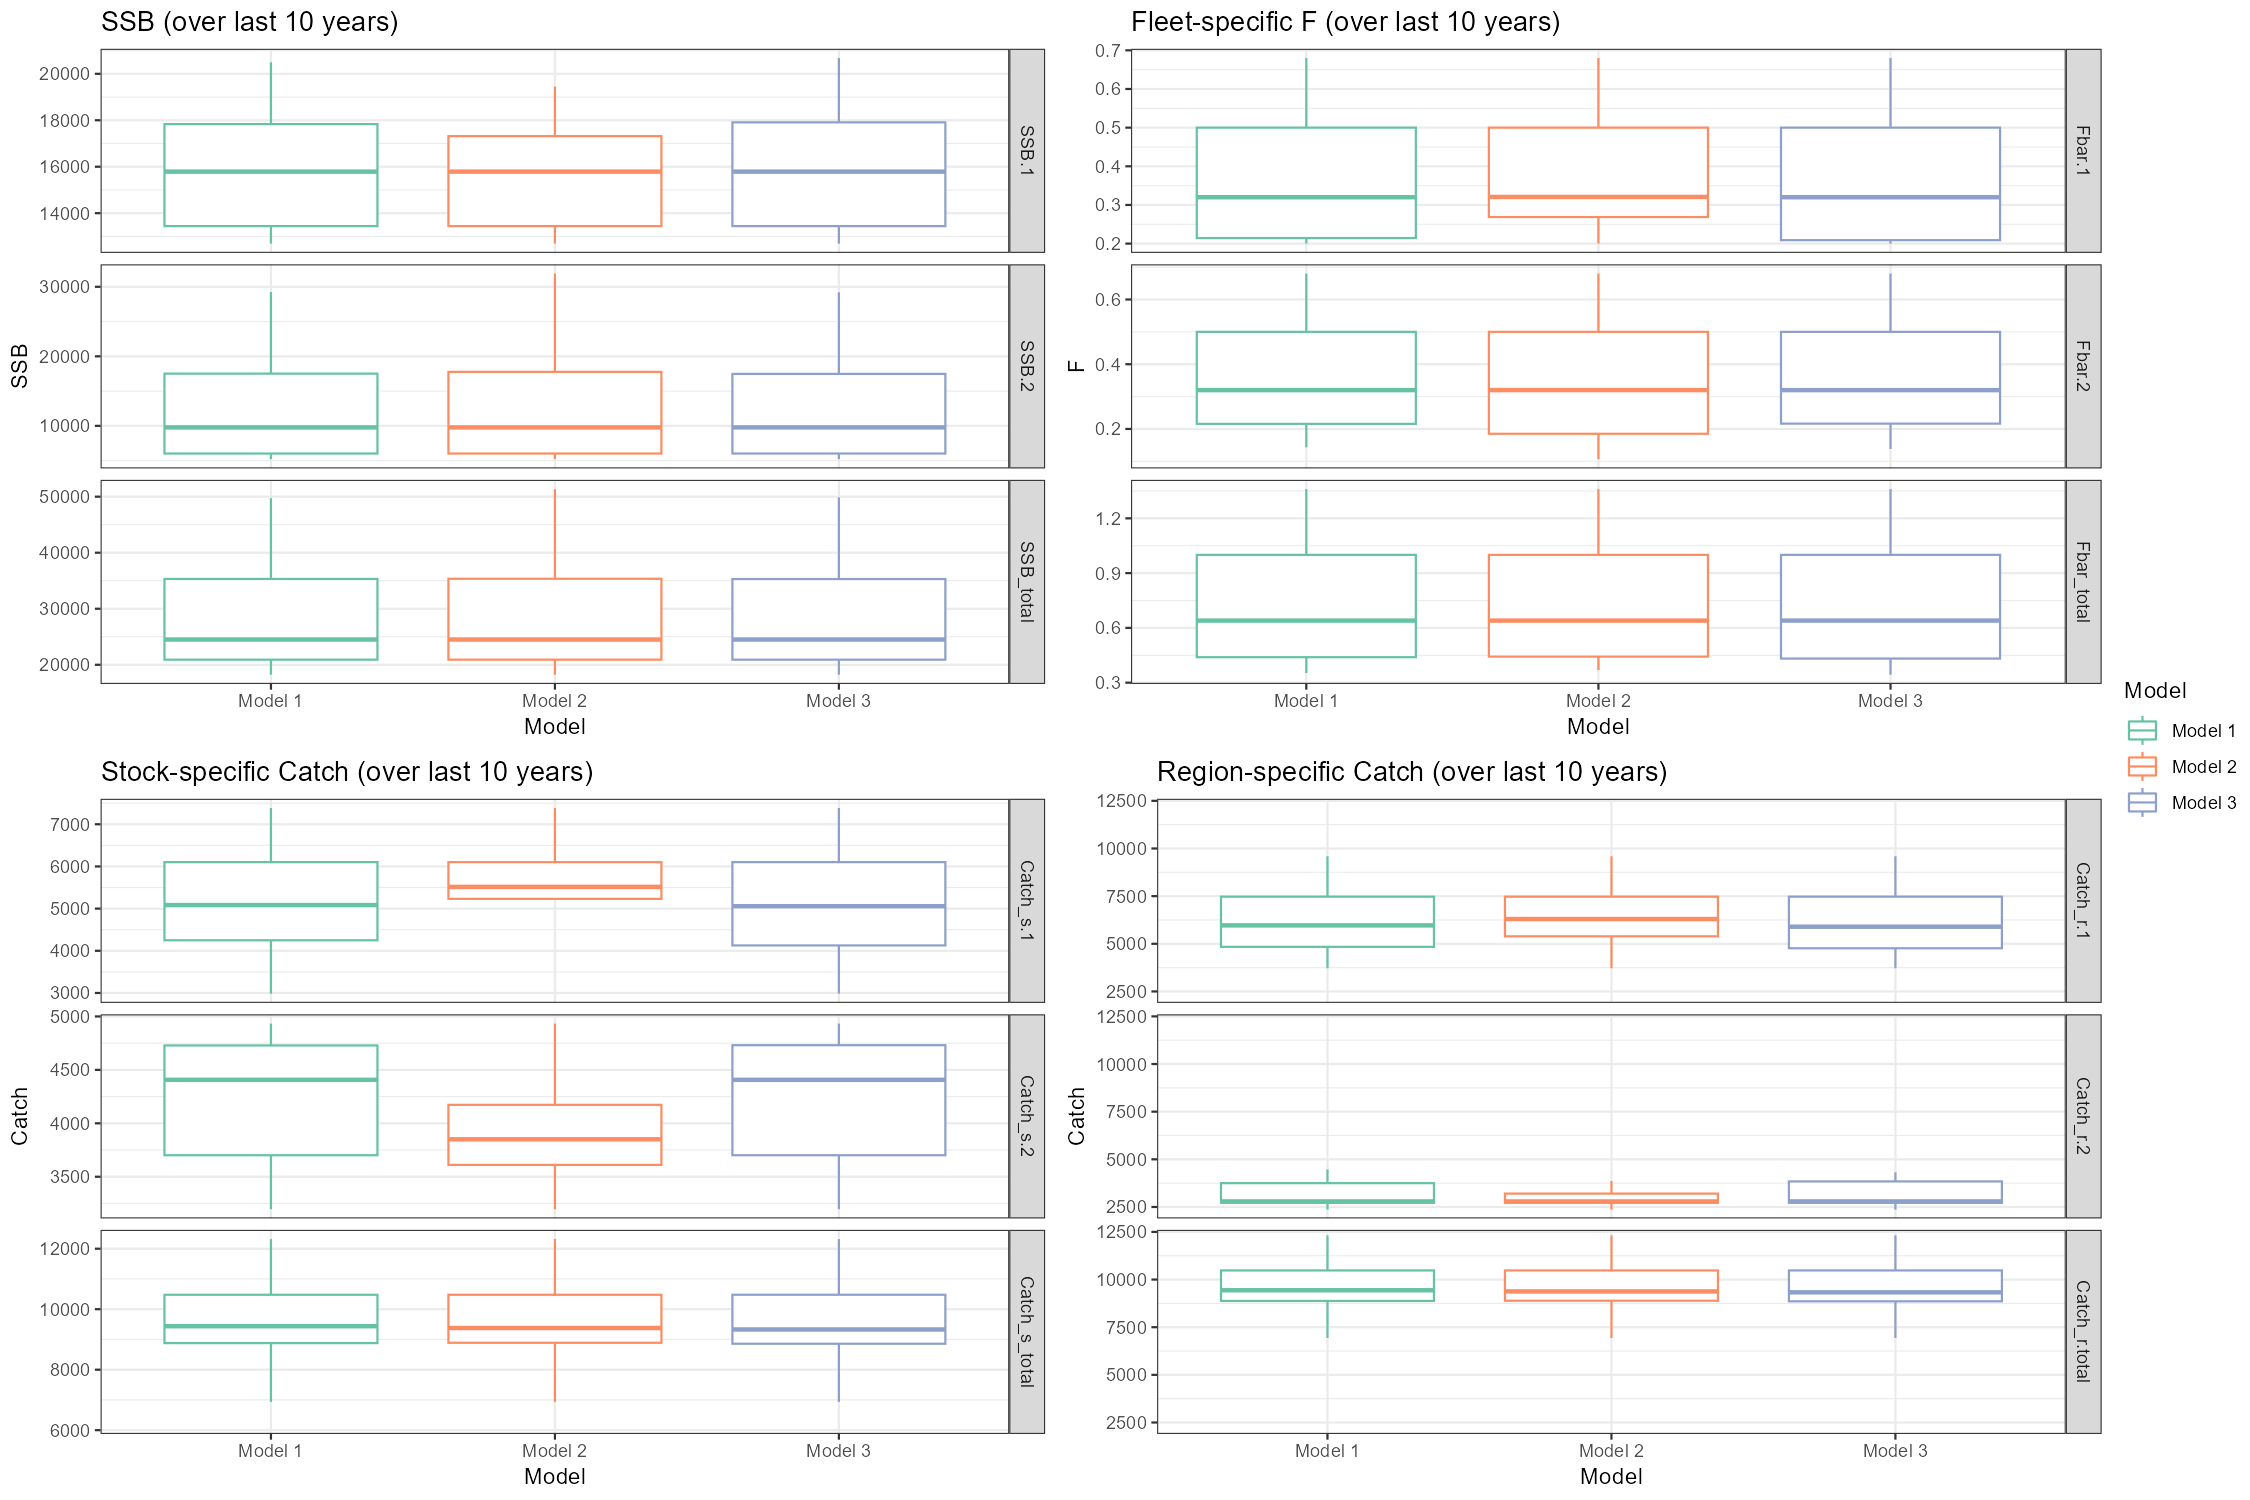 SSB (over last 10 years)
SSB
20000
18000
16000
14000
SSB.1
30000
20000
10000
SSB.2
50000
40000
30000
20000
SSB_total
Model 1
Model 2
Model 3
Model
Fleet-specific F (over last 10 years)
F
0.7
0.6
0.5
0.4
0.3
0.2
Fbar.1
0.6
0.4
0.2
Fbar.2
1.2
0.9
0.6
0.3
Fbar_total
Model 1
Model 2
Model 3
Model
Stock-specific Catch (over last 10 years)
Catch
7000
6000
5000
4000
3000
Catch_s.1
5000
4500
4000
3500
Catch_s.2
12000
10000
8000
6000
Catch_s_total
Model 1
Model 2
Model 3
Model
Region-specific Catch (over last 10 years)
Catch
12500
10000
7500
5000
2500
Catch_r.1
12500
10000
7500
5000
2500
Catch_r.2
12500
10000
7500
5000
2500
Catch_r.total
Model 1
Model 2
Model 3
Model
Model
Model 1
Model 2
Model 3